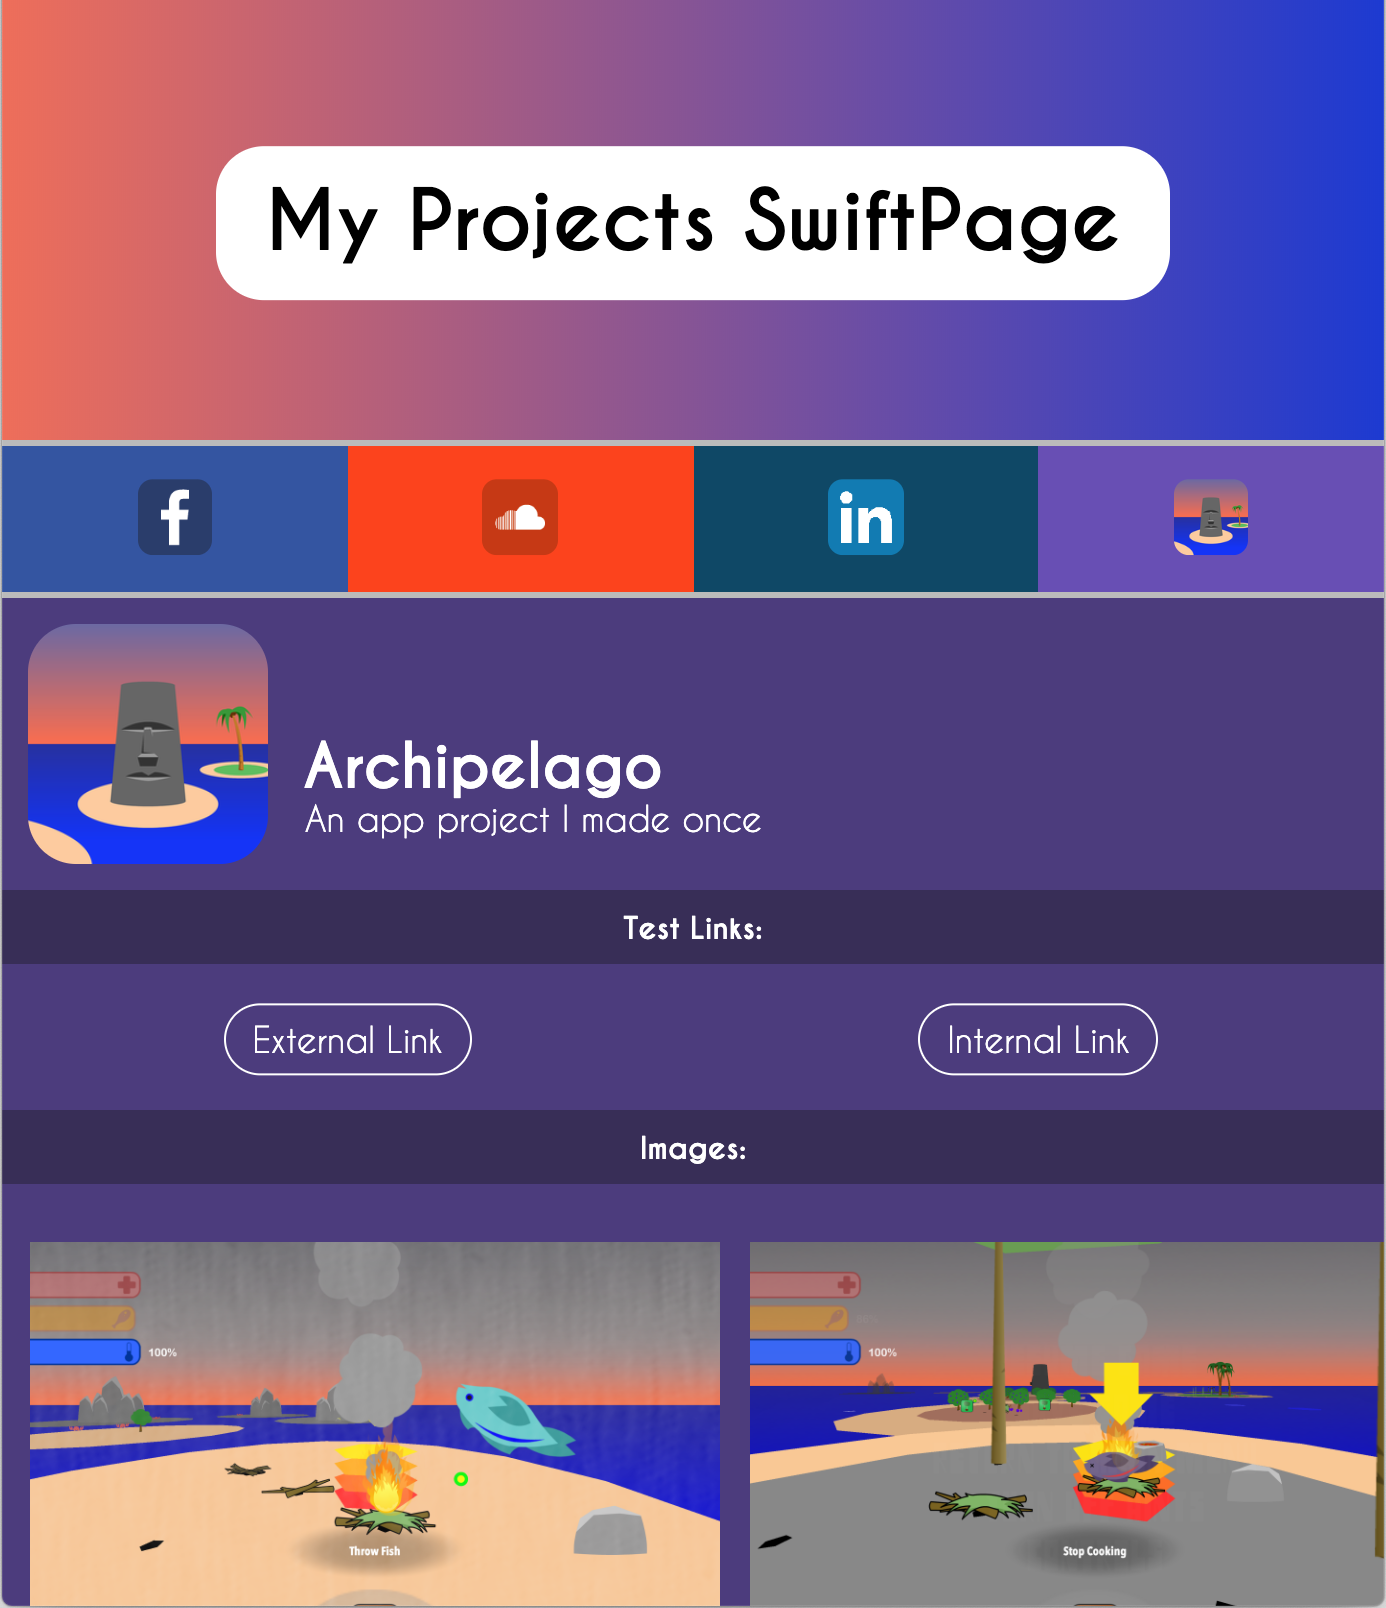 My Projects SwiftPage
f
in
Archipelago
An app project I made once
Test Links:
External Link
Internal Link
Images:
100%
100%
Throw Fish
Stop Cooking